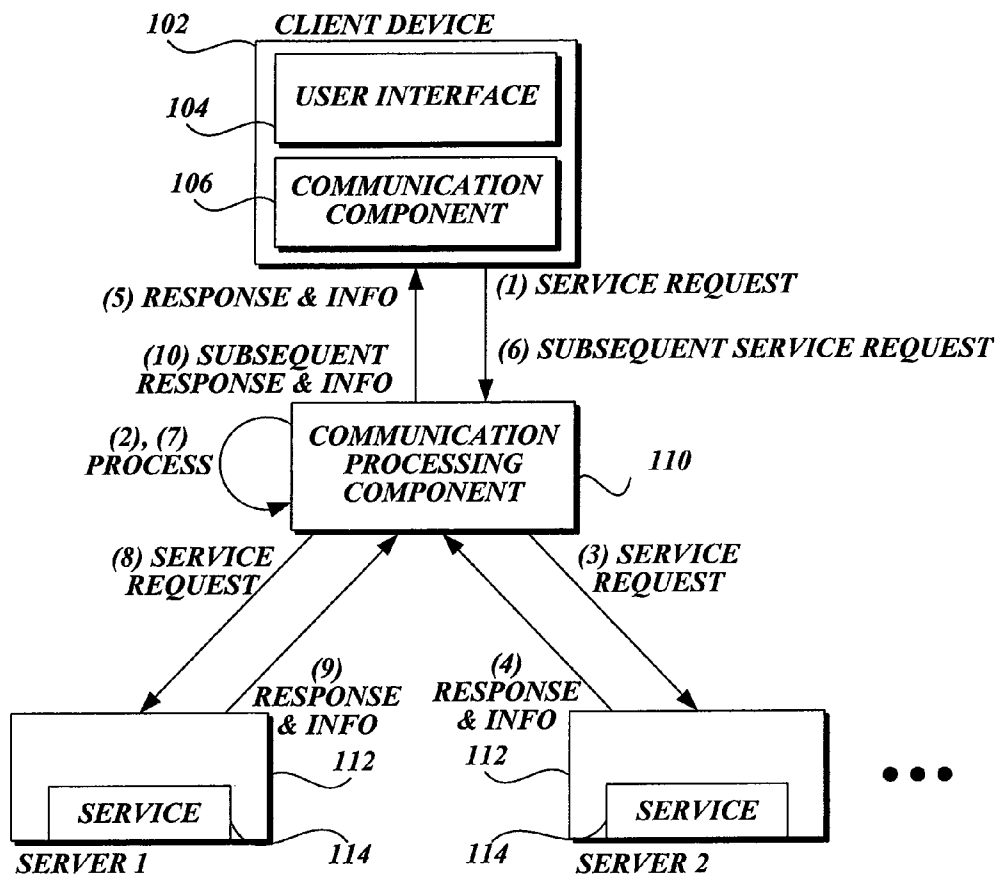 CLIENT DEVICE
102
USER INTERFACE
104
106
COMMUNICATION
COMPONENT
(5) RESPONSE & INFO
(1) SERVICE REQUEST
(10) SUBSEQUENT
RESPONSE & INFO
(6) SUBSEQUENT SERVICE REQUEST
(2), (7)
PROCESS
COMMUNICATION
PROCESSING
COMPONENT
110
(8) SERVICE
REQUEST
(3) SERVICE
REQUEST
(9)
RESPONSE
& INFO
(4)
RESPONSE
& INFO
112
112
SERVICE
SERVICE
114
114
SERVER 1
SERVER 2